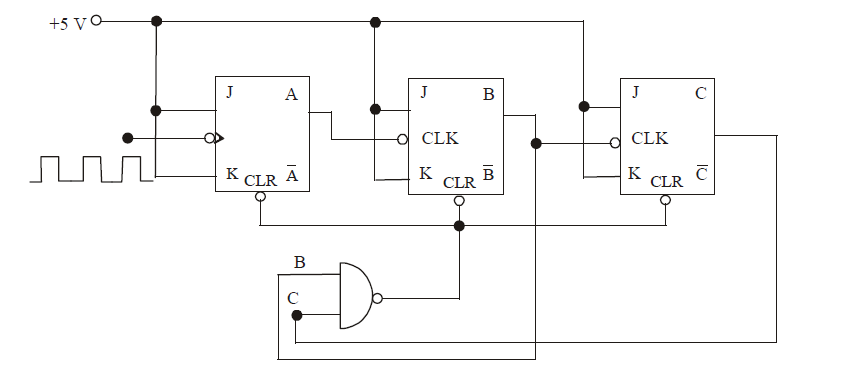 +5 V
J A J B J C
CLK CLK
K CLR A̅ K CLR B̅ K CLR C̅
B
C